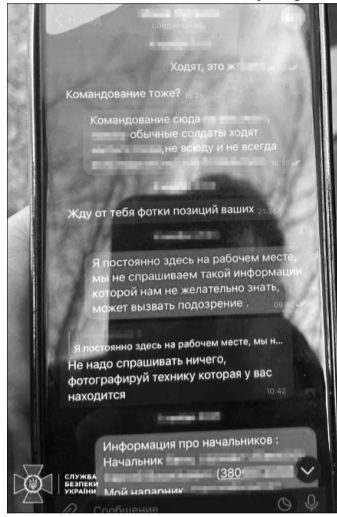 Ходят, это ж
Командование тоже? 16:28
Командование сюда
обычные солдаты ходят
,не всюду и не всегда
Жду от тебя фотки позиций ваших
Я постоянно здесь на рабочем месте,
мы не спрашиваем такой информации
которой нам не желательно знать,
может вызвать подозрение .
Я постоянно здесь на рабочем месте, мы н...
Не надо спрашивать ничего,
фотографируй технику которая у вас
находится
10:42
Информация про начальников :
Начальник
(380
Мой напарник
Сообщение
СЛУЖБА
БЕЗПЕКИ
УКРАЇНИ